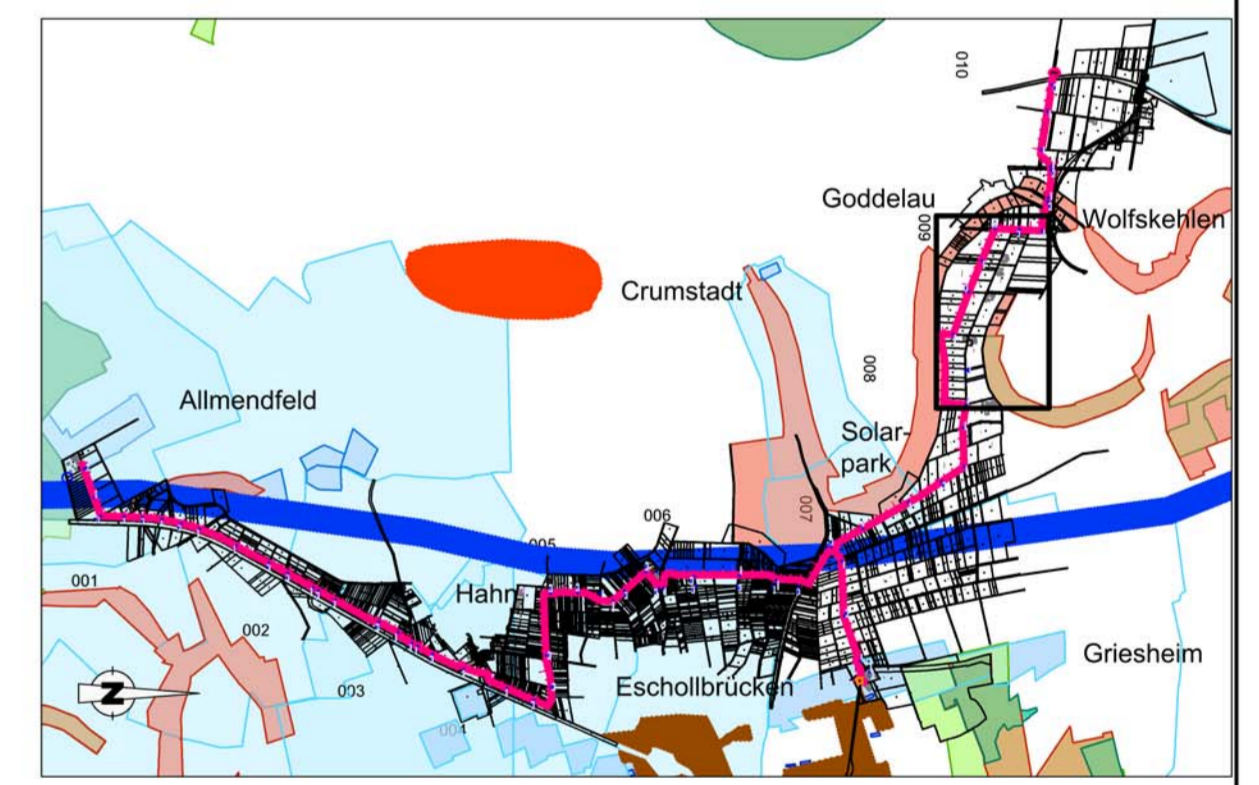 010
Goddelau
009
Wolfskehlen
Crumstadt
008
Allmendfeld
Solar-
park
007
006
005
001
Hahn
002
Griesheim
Eschollbrücken
003
N
004